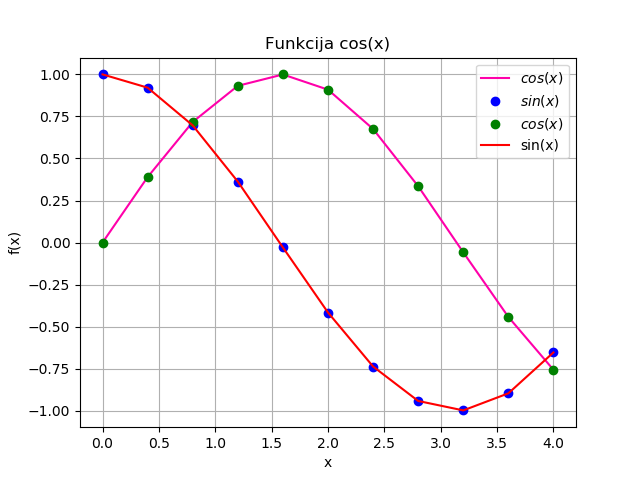 Funkcija cos(x)
cos(x)
sin(x)
cos(x)
sin(x)
1.00
0.75
0.50
0.25
0.00
−0.25
−0.50
−0.75
−1.00
f(x)
0.0 0.5 1.0 1.5 2.0 2.5 3.0 3.5 4.0
x